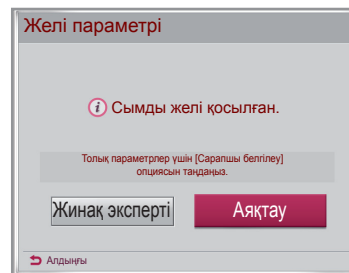 Желі параметрі
Сымды желі қосылған.
Толық параметрлер үшін [Сарапшы белгілеу]
опциясын таңдаңыз.
Жинақ эксперті
Аяқтау
Алдыңғы